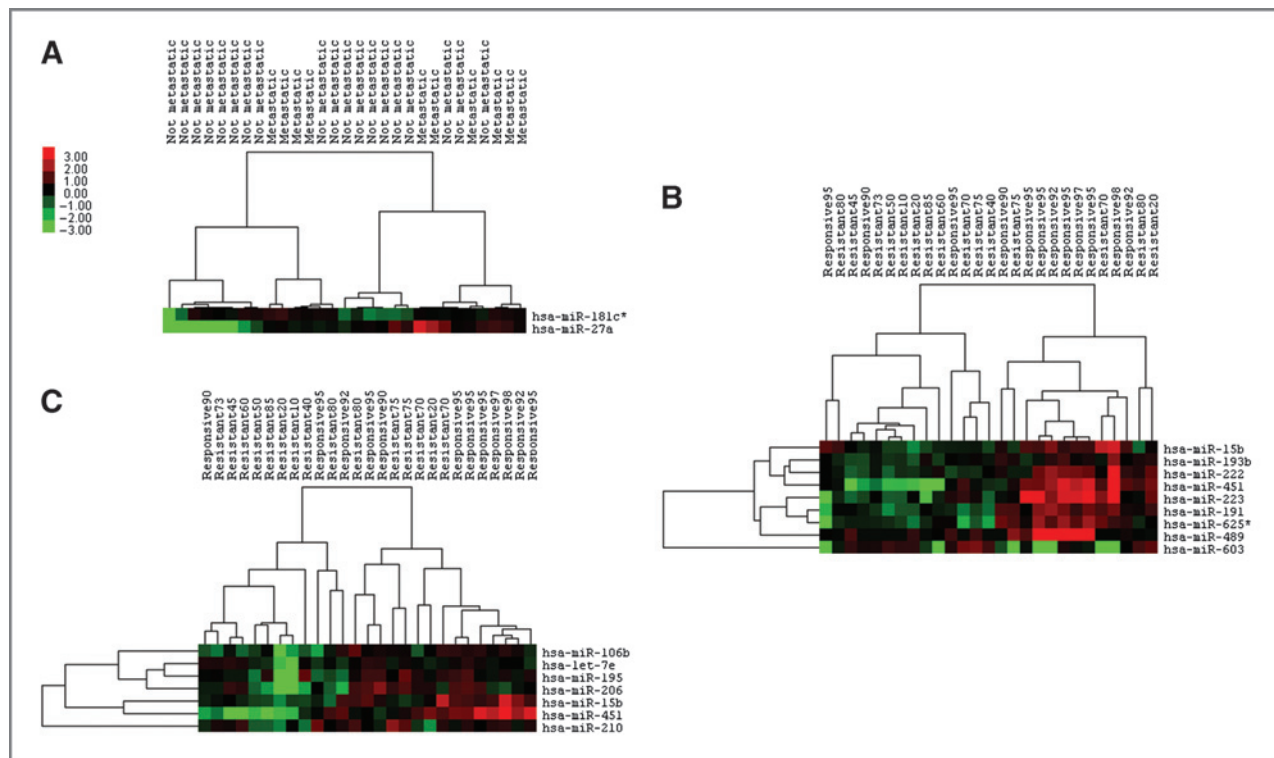 A
Not metastatic
Not metastatic
Not metastatic
Not metastatic
Not metastatic
Not metastatic
Not metastatic
Not metastatic
Metastatic
Metastatic
Metastatic
Metastatic
Not metastatic
Not metastatic
Not metastatic
Not metastatic
Not metastatic
Not metastatic
Not metastatic
Not metastatic
Metastatic
Metastatic
Not metastatic
Not metastatic
Metastatic
Not metastatic
Metastatic
Metastatic
Metastatic
3.00
2.00
1.00
0.00
−1.00
−2.00
−3.00
hsa-miR-181c*
hsa-miR-27a
B
Responsive95
Resistant80
Resistant45
Responsive90
Resistant73
Resistant50
Resistant10
Resistant20
Resistant85
Resistant60
Responsive95
Resistant70
Resistant75
Resistant40
Responsive90
Resistant75
Responsive95
Responsive95
Responsive92
Responsive95
Responsive97
Responsive95
Resistant70
Responsive98
Responsive92
Resistant80
Resistant20
hsa-miR-15b
hsa-miR-193b
hsa-miR-222
hsa-miR-451
hsa-miR-223
hsa-miR-191
hsa-miR-625*
hsa-miR-489
hsa-miR-603
C
Responsive90
Resistant73
Resistant45
Resistant60
Resistant50
Resistant85
Resistant20
Resistant10
Resistant40
Responsive95
Resistant80
Responsive92
Resistant80
Responsive95
Responsive90
Resistant75
Resistant75
Resistant70
Resistant20
Resistant70
Responsive95
Responsive95
Responsive95
Responsive97
Responsive98
Responsive92
Responsive95
hsa-miR-106b
hsa-let-7e
hsa-miR-195
hsa-miR-206
hsa-miR-15b
hsa-miR-451
hsa-miR-210